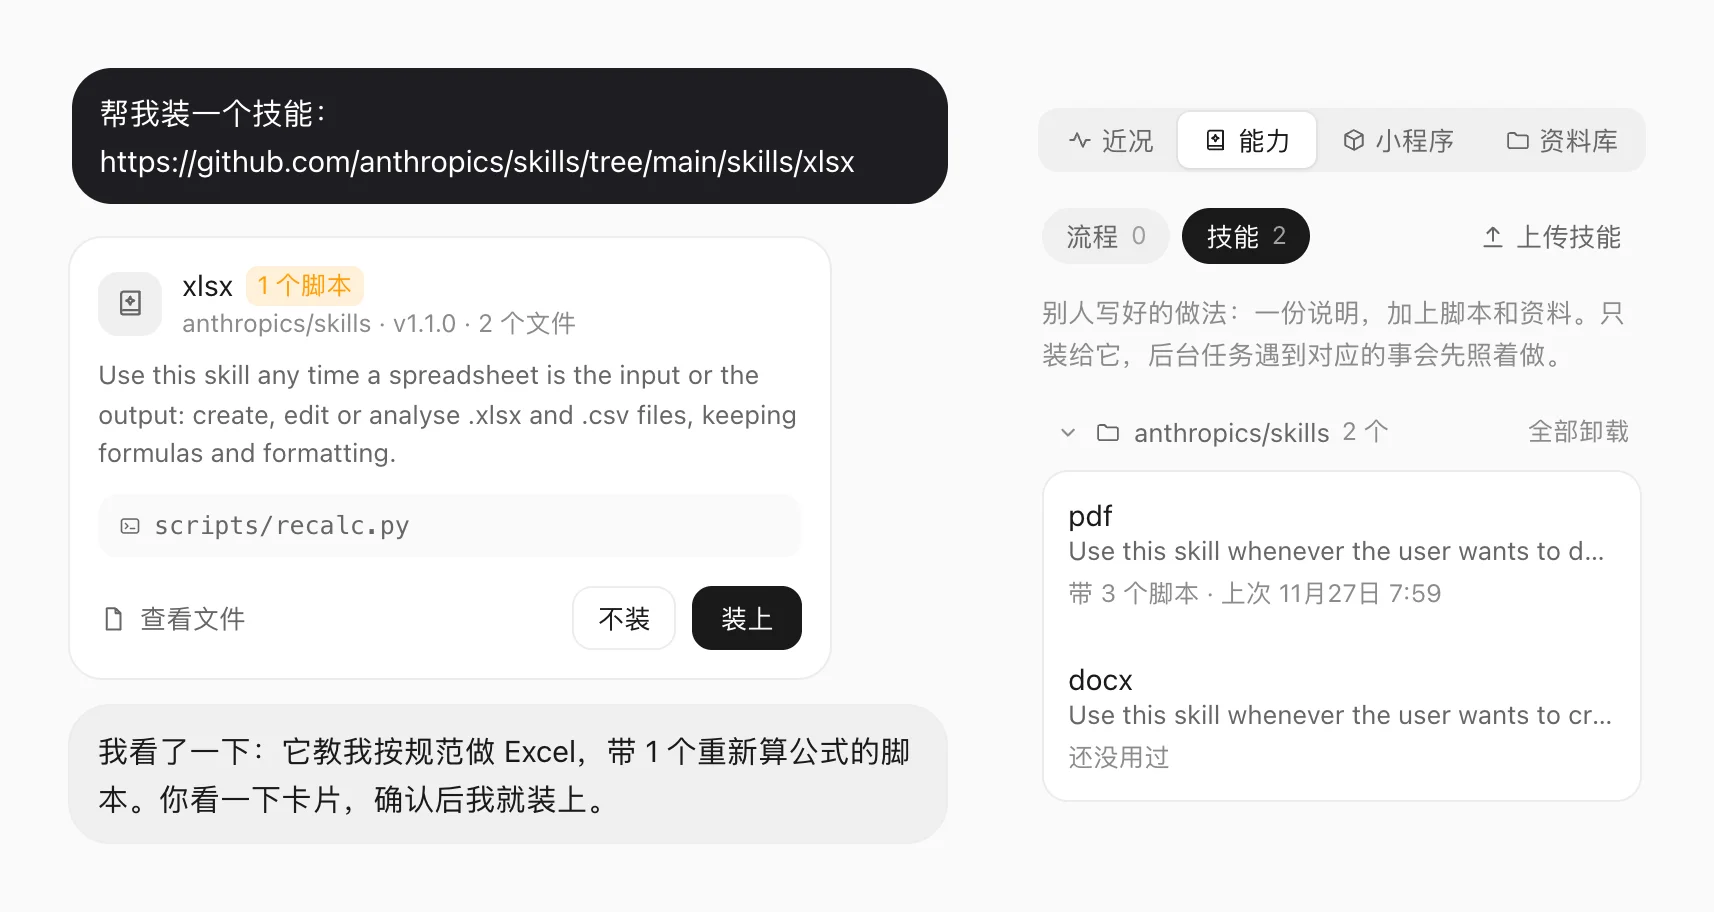 帮我装一个技能：
https://github.com/anthropics/skills/tree/main/skills/xlsx
xlsx 1 个脚本
anthropics/skills · v1.1.0 · 2 个文件
Use this skill any time a spreadsheet is the input or the
output: create, edit or analyse .xlsx and .csv files, keeping
formulas and formatting.
scripts/recalc.py
查看文件 不装 装上
我看了一下：它教我按规范做 Excel，带 1 个重新算公式的脚
本。你看一下卡片，确认后我就装上。
近况 能力 小程序 资料库
流程 0 技能 2 上传技能
别人写好的做法：一份说明，加上脚本和资料。只
装给它，后台任务遇到对应的事会先照着做。
anthropics/skills 2 个 全部卸载
pdf
Use this skill whenever the user wants to d...
带 3 个脚本 · 上次 11月27日 7:59
docx
Use this skill whenever the user wants to cr...
还没用过